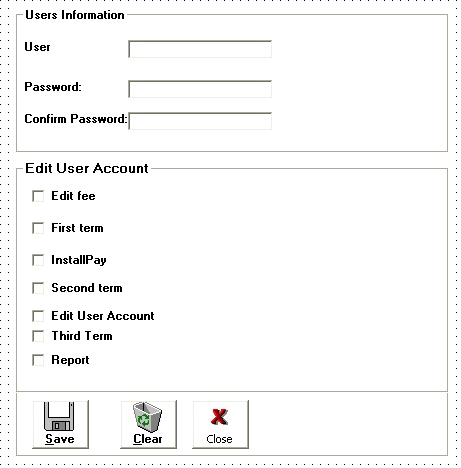 Users Information
User
Password:
Confirm Password:
Edit User Account
Edit fee
First term
InstallPay
Second term
Edit User Account
Third Term
Report
Save Clear Close